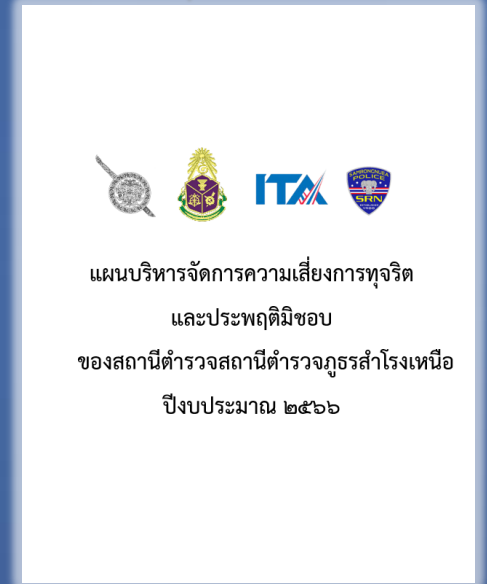 ITA
SAMRONGNUEA
POLICE
SRN
แผนบริหารจัดการความเสี่ยงการทุจริต
และประพฤติมิชอบ
ของสถานีตำรวจสถานีตำรวจภูธรสำโรงเหนือ
ปีงบประมาณ ๒๕๖๖